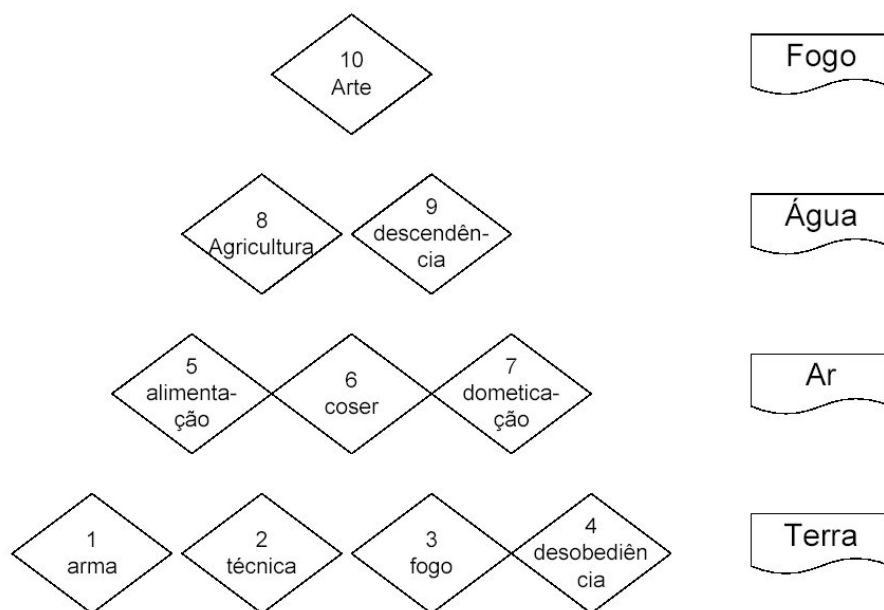 10
Arte
Fogo
8
Agricultura
9
descendên-
cia
Água
5
alimenta-
ção
6
coser
7
dometica-
ção
Ar
1
arma
2
técnica
3
fogo
4
desobediên
cia
Terra